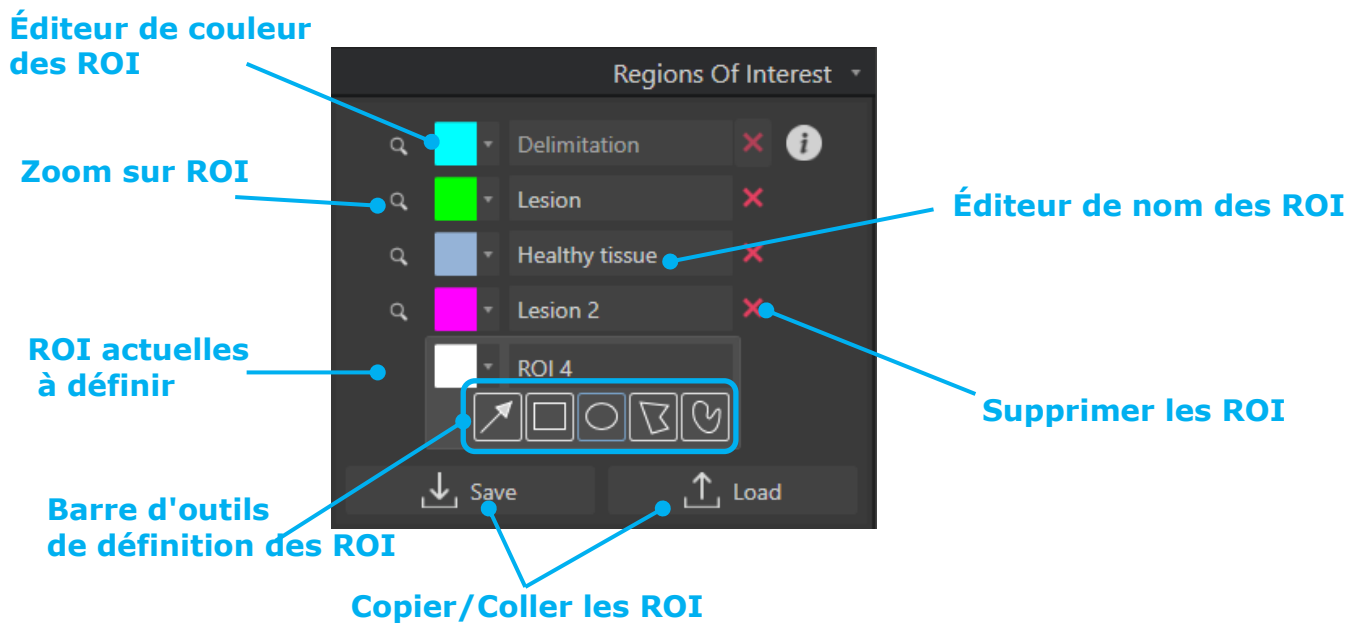 Éditeur de couleur
des ROI
Regions Of Interest
Delimitation
i
Zoom sur ROI
Lesion
Éditeur de nom des ROI
Healthy tissue
Lesion 2
ROI actuelles
à définir
ROI 4
Supprimer les ROI
Save
Load
Barre d'outils
de définition des ROI
Copier/Coller les ROI